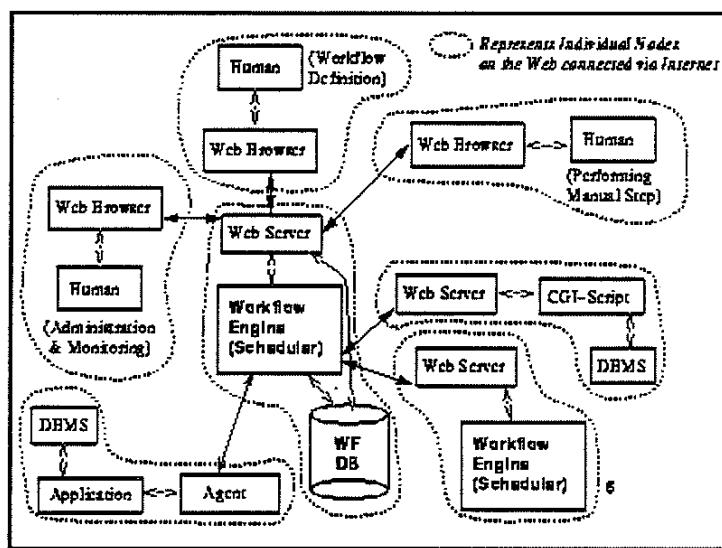 Represents Individual Nodes
on the Web connected via Internet
Human
(Workflow
Definition)
Web Browser
Web Browser
Human
(Performing
Manual Step)
Web Browser
Human
(Administration
& Monitoring)
Web Server
Workflow
Engine
(Schedular)
WF
DB
Web Server
CGI-Script
DBMS
Web Server
Workflow
Engine
(Schedular)
6
DBMS
Application
Agent